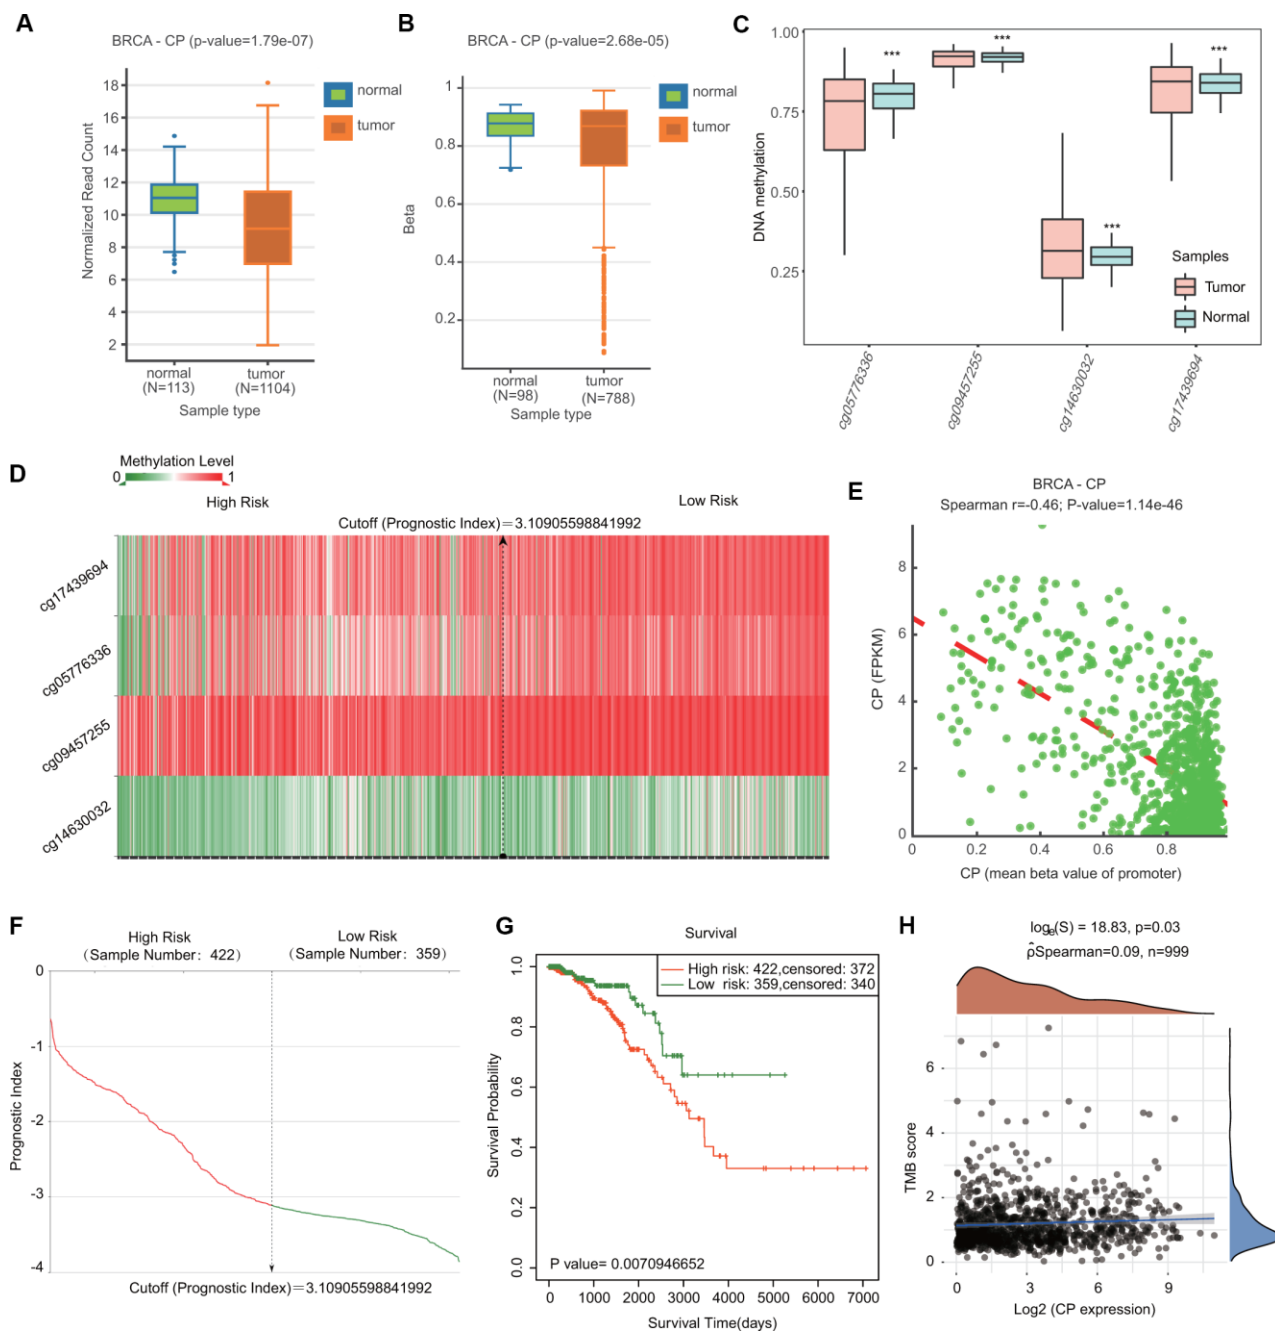 A
BRCA - CP (p-value=1.79e-07)
Normalized Read Count
18
16
14
12
10
8
6
4
2
normal
(N=113)
tumor
(N=1104)
Sample type
normal
tumor
B
BRCA - CP (p-value=2.68e-05)
Beta
1
0.8
0.6
0.4
0.2
normal
(N=98)
tumor
(N=788)
Sample type
normal
tumor
C
DNA methylation
1.00
0.75
0.50
0.25
***
***
***
***
Samples
Tumor
Normal
cg05776336
cg09457255
cg14630032
cg17439694
D
Methylation Level
0
1
High Risk
Low Risk
Cutoff (Prognostic Index)=3.10905598841992
cg17439694
cg05776336
cg09457255
cg14630032
E
BRCA - CP
Spearman r=-0.46; P-value=1.14e-46
CP (FPKM)
8
6
4
2
0
0
0.2
0.4
0.6
0.8
CP (mean beta value of promoter)
F
High Risk
(Sample Number: 422)
Low Risk
(Sample Number: 359)
Prognostic Index
0
-1
-2
-3
-4
Cutoff (Prognostic Index)=3.10905598841992
G
Survival
High risk: 422,censored: 372
Low risk: 359,censored: 340
Survival Probability
1.0
0.8
0.6
0.4
0.2
0.0
P value= 0.0070946652
0
1000
2000
3000
4000
5000
6000
7000
Survival Time(days)
H
logₑ(S) = 18.83, p=0.03
ρ̂Spearman=0.09, n=999
TMB score
6
4
2
0
0
3
6
9
Log2 (CP expression)